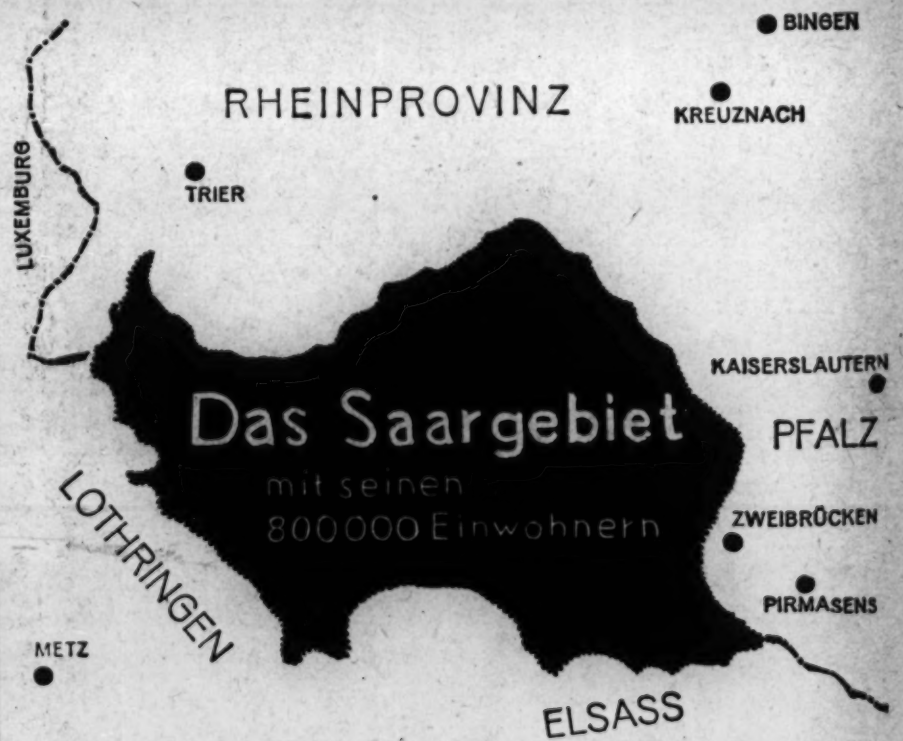 BINGEN
RHEINPROVINZ
KREUZNACH
LUXEMBURG
TRIER
KAISERSLAUTERN
Das Saargebiet
PFALZ
mit seinen
800000 Einwohnern
ZWEIBRÜCKEN
LOTHRINGEN
PIRMASENS
METZ
ELSASS